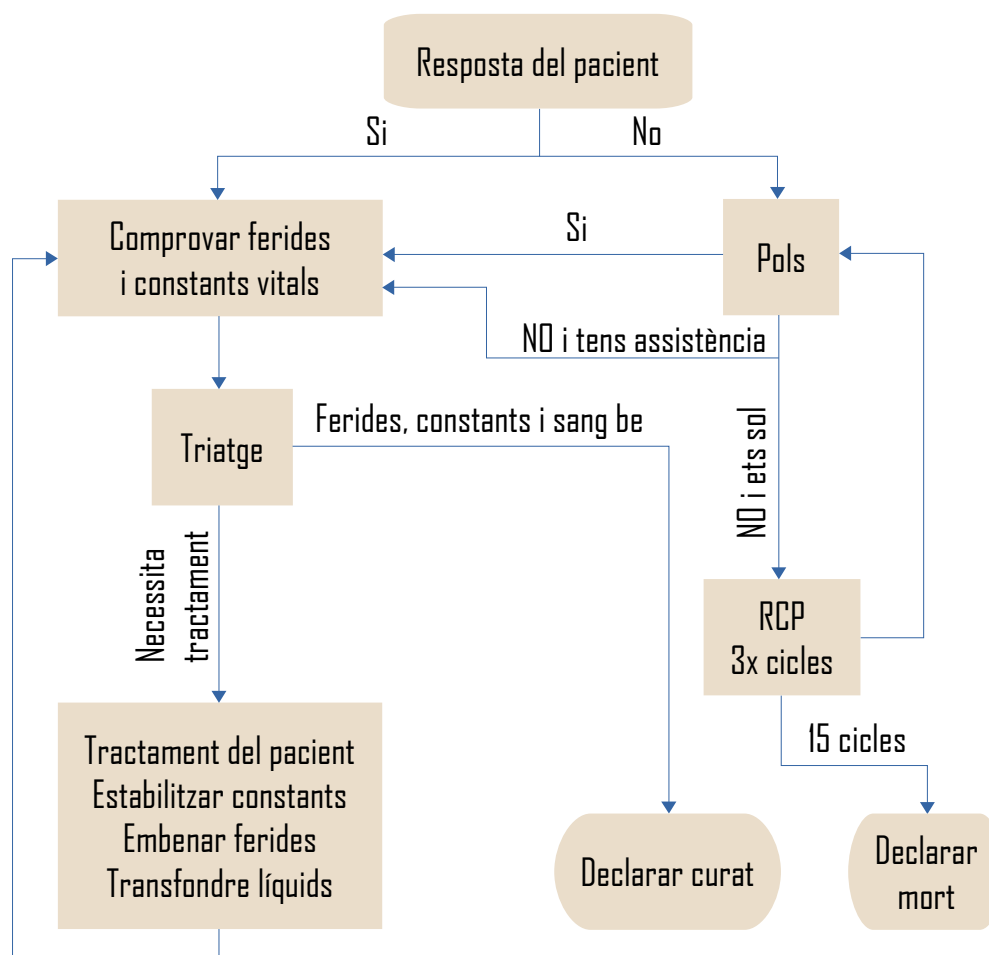 Resposta del pacient
Si
No
Comprovar ferides
i constants vitals
Si
Pols
NO i tens assistència
Triatge
Ferides, constants i sang be
NO i ets sol
Necessita
tractament
RCP
3x cicles
15 cicles
Tractament del pacient
Estabilitzar constants
Embenar ferides
Transfondre líquids
Declarar curat
Declarar
mort